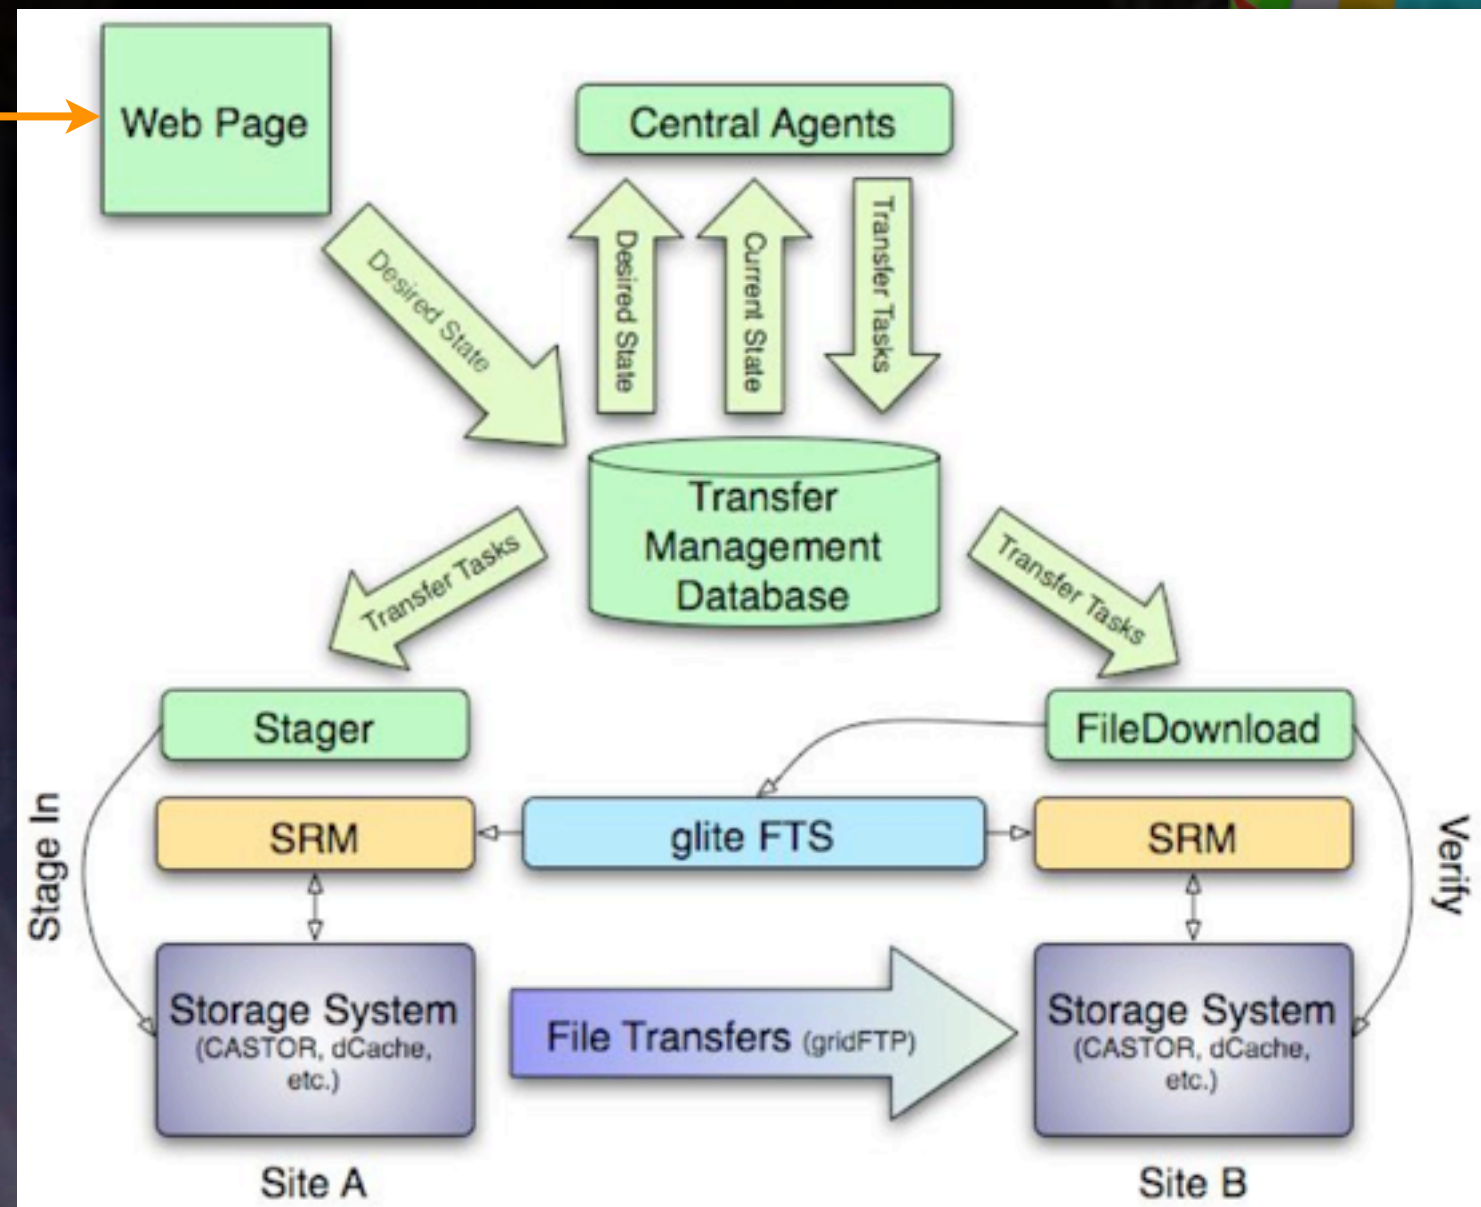 Web Page
Central Agents
Desired State
Desired State
Current State
Transfer Tasks
Transfer
Management
Database
Transfer Tasks
Transfer Tasks
Stager
FileDownload
Stage In
SRM
glite FTS
SRM
Verify
Storage System
(CASTOR, dCache,
etc.)
File Transfers (gridFTP)
Storage System
(CASTOR, dCache,
etc.)
Site A
Site B